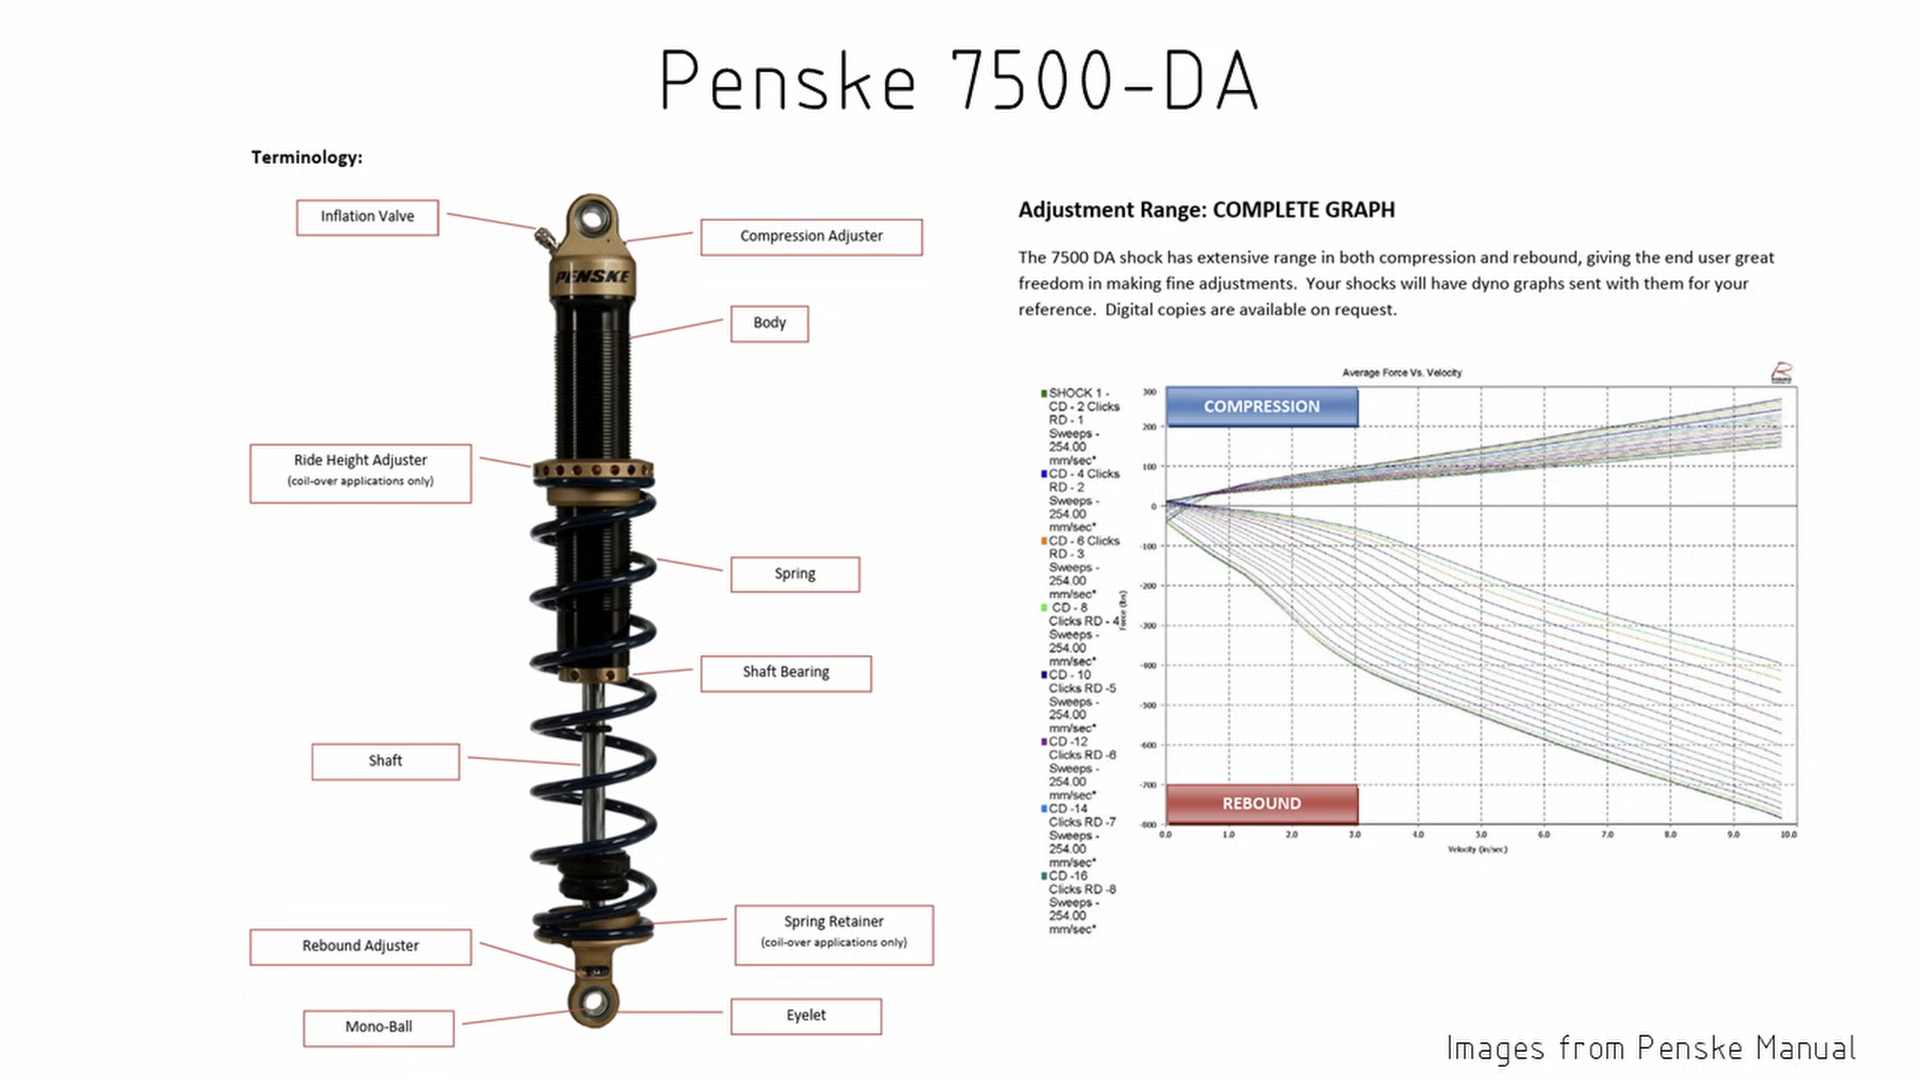 Penske 7500-DA
Terminology:
Inflation Valve
Compression Adjuster
PENSKE
Body
Ride Height Adjuster
(coil-over applications only)
Spring
Shaft Bearing
Shaft
Spring Retainer
(coil-over applications only)
Rebound Adjuster
Eyelet
Mono-Ball
Adjustment Range: COMPLETE GRAPH
The 7500 DA shock has extensive range in both compression and rebound, giving the end user great
freedom in making fine adjustments. Your shocks will have dyno graphs sent with them for your
reference. Digital copies are available on request.
Average Force Vs. Velocity
SHOCK 1 -
CD - 2 Clicks
RD - 1
Sweeps -
254.00
mm/sec*
CD - 4 Clicks
RD - 2
Sweeps -
254.00
mm/sec*
CD - 6 Clicks
RD - 3
Sweeps -
254.00
mm/sec*
CD - 8
Clicks RD - 4
Sweeps -
254.00
mm/sec*
CD - 10
Clicks RD -5
Sweeps -
254.00
mm/sec*
CD -12
Clicks RD -6
Sweeps -
254.00
mm/sec*
CD -14
Clicks RD -7
Sweeps -
254.00
mm/sec*
CD -16
Clicks RD -8
Sweeps -
254.00
mm/sec*
COMPRESSION
REBOUND
Force (lbs)
300
200
100
0
-100
-200
-300
-400
-500
-600
-700
-800
0.0 1.0 2.0 3.0 4.0 5.0 6.0 7.0 8.0 9.0 10.0
Velocity (in/sec)
Images from Penske Manual